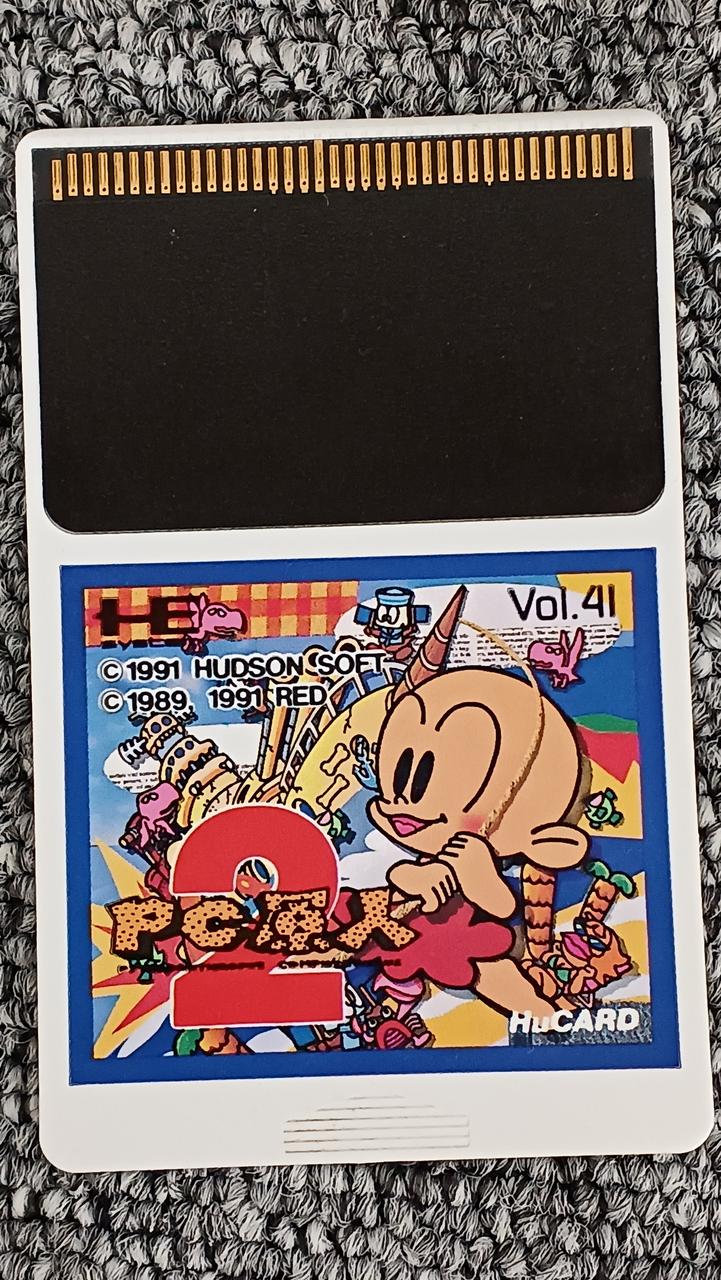 HE
Vol.41
© 1991 HUDSON SOFT
© 1989, 1991 RED
2
PC原人
HuCARD